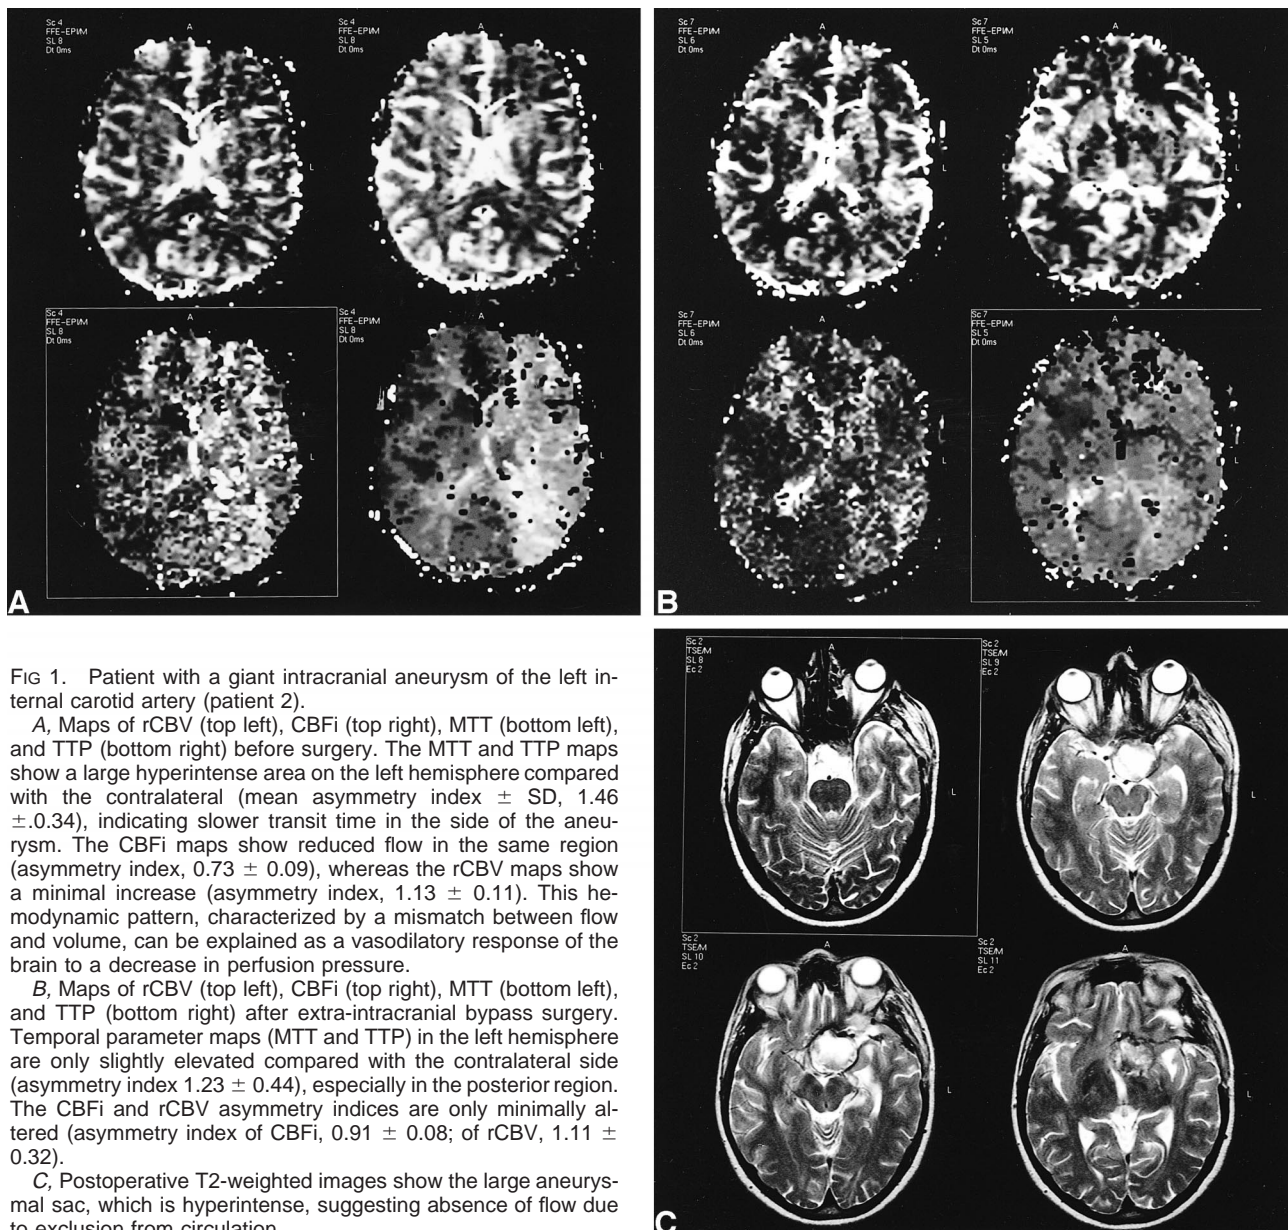 Sc 4
FFE-EPI/M
SL 8
Dt 0ms
A
Sc 4
FFE-EPI/M
SL 8
Dt 0ms
L
Sc 4
FFE-EPI/M
SL 8
Dt 0ms
A
Sc 4
FFE-EPI/M
SL 8
Dt 0ms
A
L
L
A
Sc 7
FFE-EPI/M
SL 6
Dt 0ms
A
Sc 7
FFE-EPI/M
SL 5
Dt 0ms
A
L
L
Sc 7
FFE-EPI/M
SL 6
Dt 0ms
A
Sc 7
FFE-EPI/M
SL 5
Dt 0ms
A
L
L
B
FIG 1. Patient with a giant intracranial aneurysm of the left in-
ternal carotid artery (patient 2).
A, Maps of rCBV (top left), CBFi (top right), MTT (bottom left),
and TTP (bottom right) before surgery. The MTT and TTP maps
show a large hyperintense area on the left hemisphere compared
with the contralateral (mean asymmetry index ± SD, 1.46
±.0.34), indicating slower transit time in the side of the aneu-
rysm. The CBFi maps show reduced flow in the same region
(asymmetry index, 0.73 ± 0.09), whereas the rCBV maps show
a minimal increase (asymmetry index, 1.13 ± 0.11). This he-
modynamic pattern, characterized by a mismatch between flow
and volume, can be explained as a vasodilatory response of the
brain to a decrease in perfusion pressure.
B, Maps of rCBV (top left), CBFi (top right), MTT (bottom left),
and TTP (bottom right) after extra-intracranial bypass surgery.
Temporal parameter maps (MTT and TTP) in the left hemisphere
are only slightly elevated compared with the contralateral side
(asymmetry index 1.23 ± 0.44), especially in the posterior region.
The CBFi and rCBV asymmetry indices are only minimally al-
tered (asymmetry index of CBFi, 0.91 ± 0.08; of rCBV, 1.11 ±
0.32).
C, Postoperative T2-weighted images show the large aneurys-
mal sac, which is hyperintense, suggesting absence of flow due
to exclusion from circulation.
Sc 2
TSE/M
SL 8
Ec 2
A
Sc 2
TSE/M
SL 9
Ec 2
A
L
L
Sc 2
TSE/M
SL 10
Ec 2
A
Sc 2
TSE/M
SL 11
Ec 2
A
L
L
C